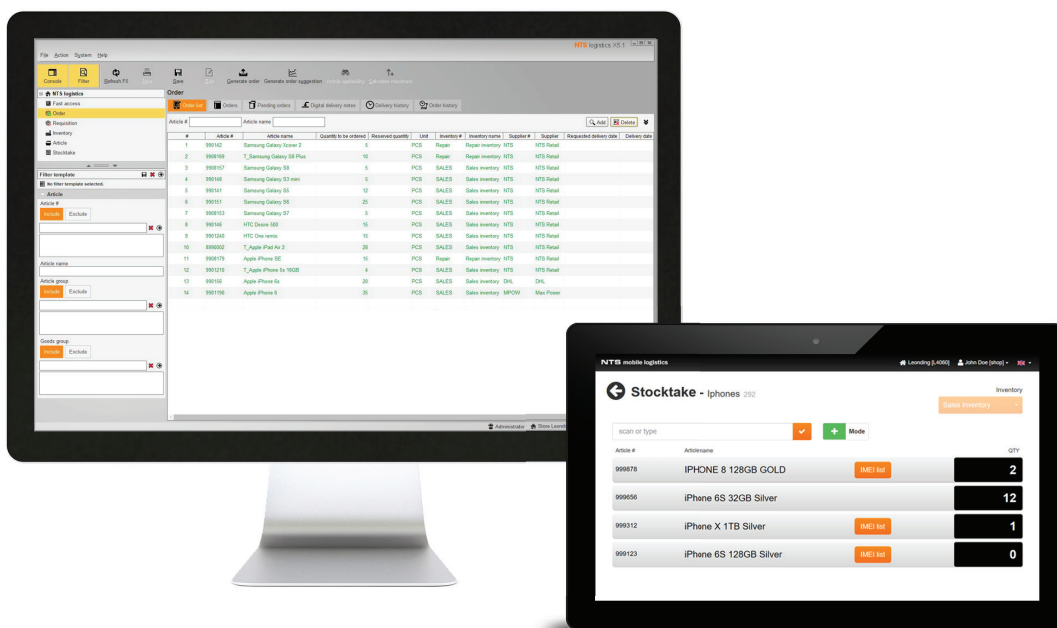 NTS logistics X5.1
File Action System Help
Console Filter Refresh F5 Save Generate order Generate order suggestion
NTS logistics
Fast access
Order
Requisition
Inventory
Article
Stocktake
Filter template
No filter template selected.
Article
Article #
Include Exclude
Article name
Article group
Include Exclude
Goods group
Include Exclude
Order
Order list Orders Pending orders Digital delivery notes Delivery history Order history
Article # Article name Add Delete
# Article # Article name Quantity to be ordered Reserved quantity Unit Inventory # Inventory name Supplier # Supplier Requested delivery date Delivery date
1 990142 Samsung Galaxy Xcover 2 5 PCS Repair Repair inventory NTS NTS Retail
2 9908169 T_Samsung Galaxy S8 Plus 10 PCS Repair Repair inventory NTS NTS Retail
3 9908157 Samsung Galaxy S8 5 PCS SALES Sales inventory NTS NTS Retail
4 990148 Samsung Galaxy S3 mini 5 PCS SALES Sales inventory NTS NTS Retail
5 990141 Samsung Galaxy S5 12 PCS SALES Sales inventory NTS NTS Retail
6 990151 Samsung Galaxy S6 25 PCS SALES Sales inventory NTS NTS Retail
7 9908153 Samsung Galaxy S7 5 PCS SALES Sales inventory NTS NTS Retail
8 990146 HTC Desire 500 15 PCS SALES Sales inventory NTS NTS Retail
9 9901240 HTC One remix 15 PCS SALES Sales inventory NTS NTS Retail
10 8990002 T_Apple iPad Air 2 20 PCS SALES Sales inventory NTS NTS Retail
11 9908179 Apple iPhone SE 15 PCS Repair Repair inventory NTS NTS Retail
12 9901210 T_Apple iPhone 5s 16GB 4 PCS SALES Sales inventory NTS NTS Retail
13 990150 Apple iPhone 6s 20 PCS SALES Sales inventory DHL DHL
14 9901190 Apple iPhone 6 35 PCS SALES Sales inventory MPOW Max Power
Administrator Store Leond
NTS mobile logistics Leonding [L4060] John Doe [shop]
Stocktake - Iphones 292
Inventory
Sales Inventory
scan or type Mode
Article # Articlename QTY
999878 IPHONE 8 128GB GOLD IMEI list 2
999656 iPhone 6S 32GB Silver 12
999312 iPhone X 1TB Silver IMEI list 1
999123 iPhone 6S 128GB Silver IMEI list 0